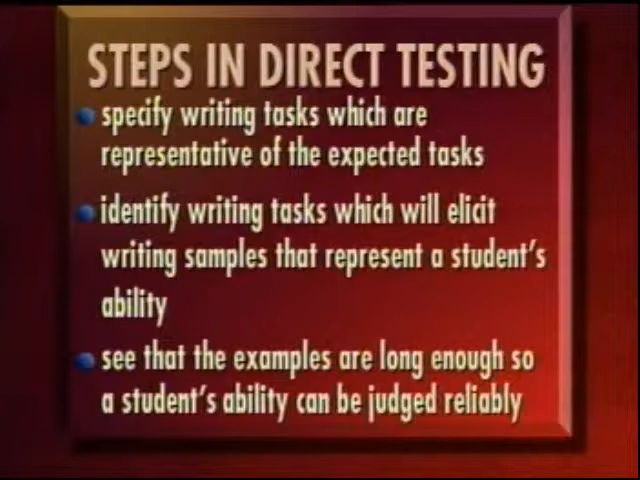 STEPS IN DIRECT TESTING
specify writing tasks which are
representative of the expected tasks
identify writing tasks which will elicit
writing samples that represent a student's
ability
see that the examples are long enough so
a student's ability can be judged reliably